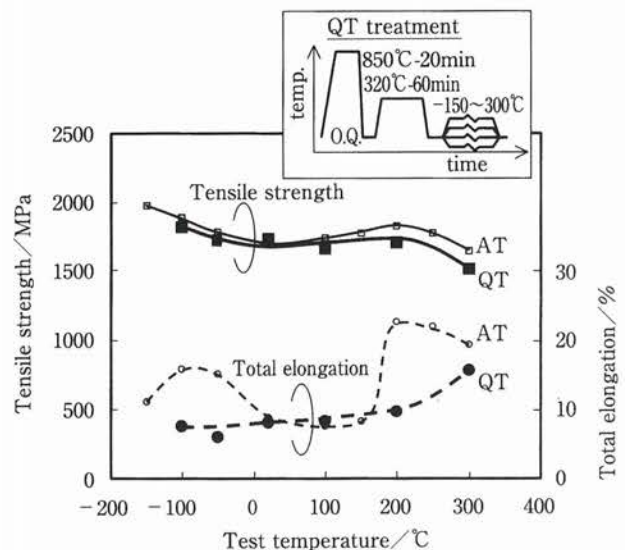 QT treatment
850℃-20min
320℃-60min
-150~300℃
temp.
O.Q.
time
2500
2000
1500
1000
500
0
Tensile strength/MPa
Tensile
strength
AT
QT
AT
QT
Total elongation
30
20
10
0
Total elongation/%
-200 -100 0 100 200 300 400
Test temperature/℃